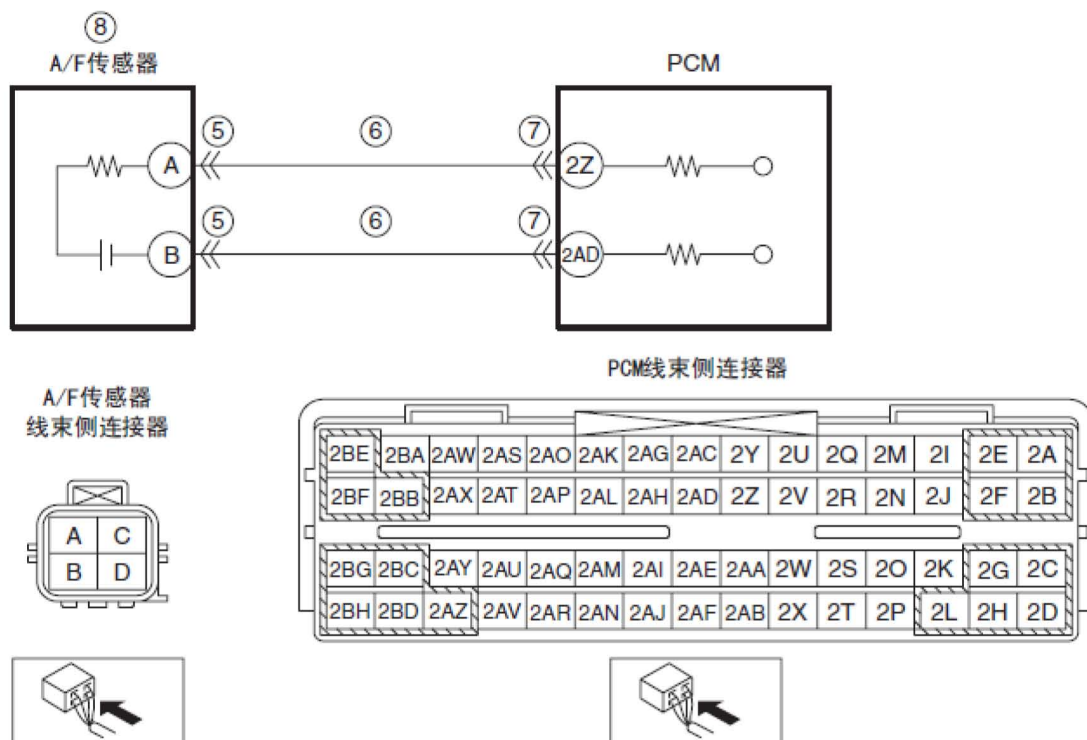 ⑧
A/F传感器
PCM
⑤ ⑥ ⑦
A 2Z
⑤ ⑥ ⑦
B 2AD
PCM线束侧连接器
A/F传感器
线束侧连接器
2BE 2BA 2AW 2AS 2AO 2AK 2AG 2AC 2Y 2U 2Q 2M 2I 2E 2A
2BF 2BB 2AX 2AT 2AP 2AL 2AH 2AD 2Z 2V 2R 2N 2J 2F 2B
A C
B D
2BG 2BC 2AY 2AU 2AQ 2AM 2AI 2AE 2AA 2W 2S 2O 2K 2G 2C
2BH 2BD 2AZ 2AV 2AR 2AN 2AJ 2AF 2AB 2X 2T 2P 2L 2H 2D